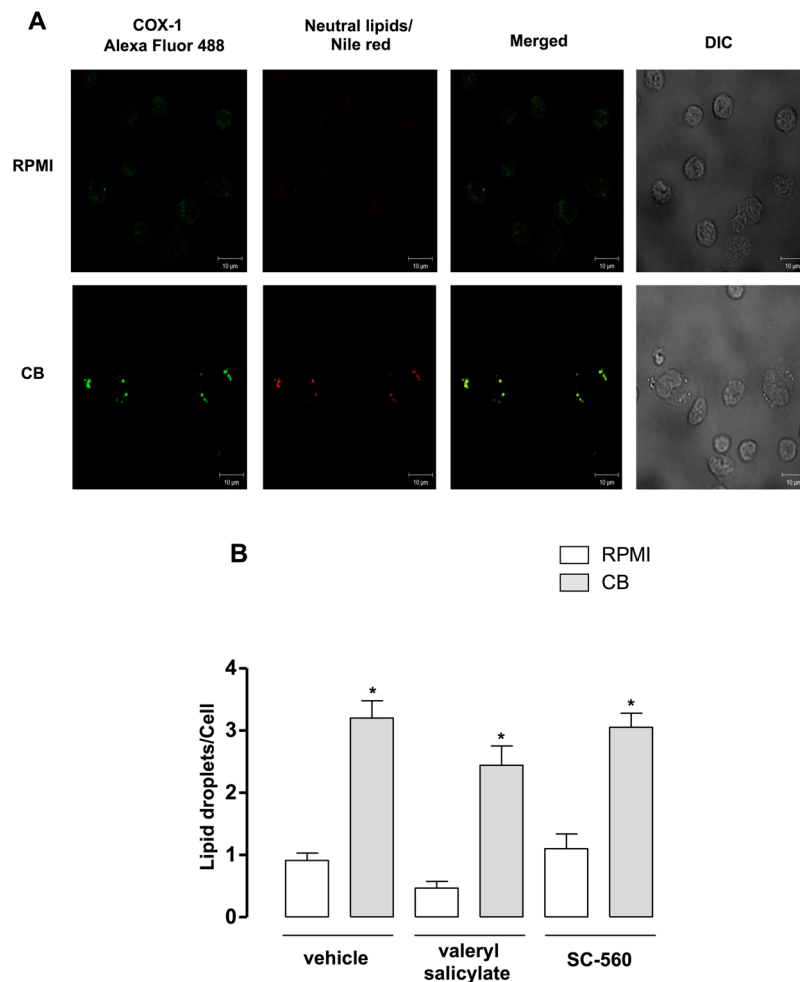 A
COX-1
Alexa Fluor 488
Neutral lipids/
Nile red
Merged
DIC
RPMI
10 µm
10 µm
10 µm
10 µm
CB
10 µm
10 µm
10 µm
10 µm
B
RPMI
CB
Lipid droplets/Cell
4
3
2
1
0
*
*
*
vehicle
valeryl
salicylate
SC-560